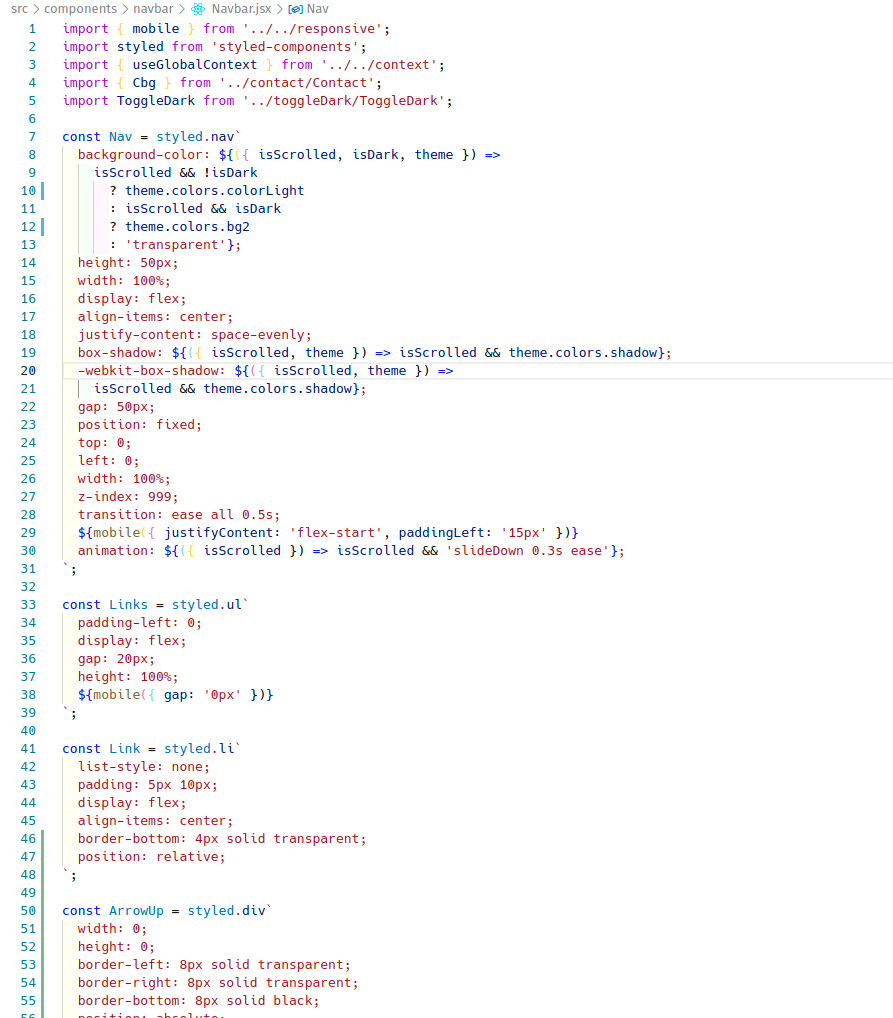 src > components > navbar > Navbar.jsx > Nav
1 import { mobile } from '../../responsive';
2 import styled from 'styled-components';
3 import { useGlobalContext } from '../../context';
4 import { Cbg } from '../contact/Contact';
5 import ToggleDark from '../toggleDark/ToggleDark';
6
7 const Nav = styled.nav`
8   background-color: ${({ isScrolled, isDark, theme }) =>
9     isScrolled && !isDark
10       ? theme.colors.colorLight
11       : isScrolled && isDark
12       ? theme.colors.bg2
13       : 'transparent'};
14   height: 50px;
15   width: 100%;
16   display: flex;
17   align-items: center;
18   justify-content: space-evenly;
19   box-shadow: ${({ isScrolled, theme }) => isScrolled && theme.colors.shadow};
20   -webkit-box-shadow: ${({ isScrolled, theme }) =>
21     isScrolled && theme.colors.shadow};
22   gap: 50px;
23   position: fixed;
24   top: 0;
25   left: 0;
26   width: 100%;
27   z-index: 999;
28   transition: ease all 0.5s;
29   ${mobile({ justifyContent: 'flex-start', paddingLeft: '15px' })}
30   animation: ${({ isScrolled }) => isScrolled && 'slideDown 0.3s ease'};
31 `;
32
33 const Links = styled.ul`
34   padding-left: 0;
35   display: flex;
36   gap: 20px;
37   height: 100%;
38   ${mobile({ gap: '0px' })}
39 `;
40
41 const Link = styled.li`
42   list-style: none;
43   padding: 5px 10px;
44   display: flex;
45   align-items: center;
46   border-bottom: 4px solid transparent;
47   position: relative;
48 `;
49
50 const ArrowUp = styled.div`
51   width: 0;
52   height: 0;
53   border-left: 8px solid transparent;
54   border-right: 8px solid transparent;
55   border-bottom: 8px solid black;
56   position: absolute;